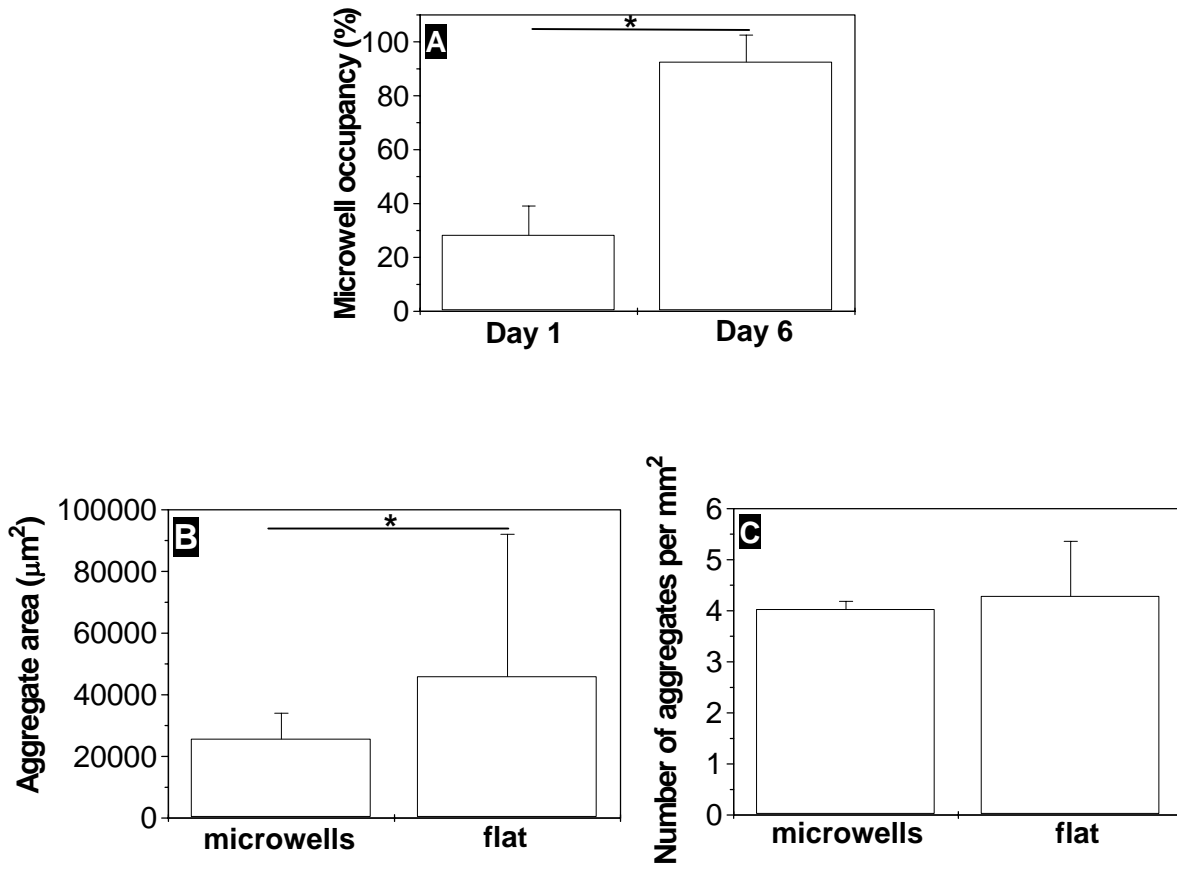 A
*
Microwell occupancy (%)
100
80
60
40
20
0
Day 1 Day 6
B
*
Aggregate area (μm²)
100000
80000
60000
40000
20000
0
microwells flat
C
Number of aggregates per mm²
6
5
4
3
2
1
0
microwells flat